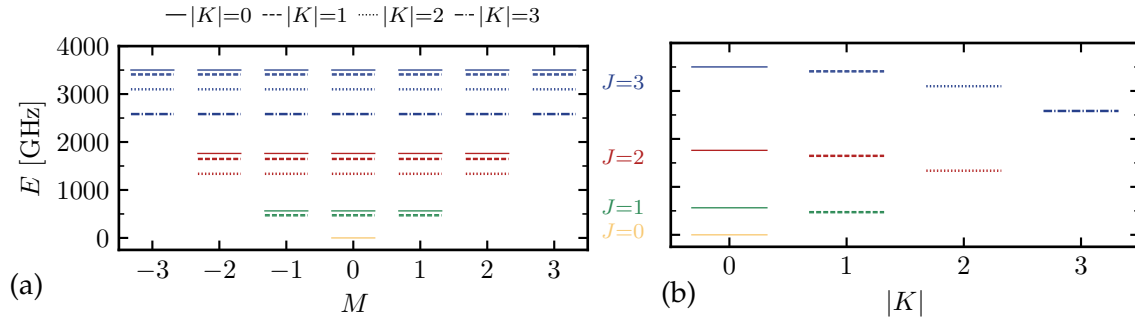 |K|=0 |K|=1 |K|=2 |K|=3
4000
3000
2000
1000
0
E [GHz]
−3 −2 −1 0 1 2 3
M
(a)
J=3
J=2
J=1
J=0
0 1 2 3
|K|
(b)